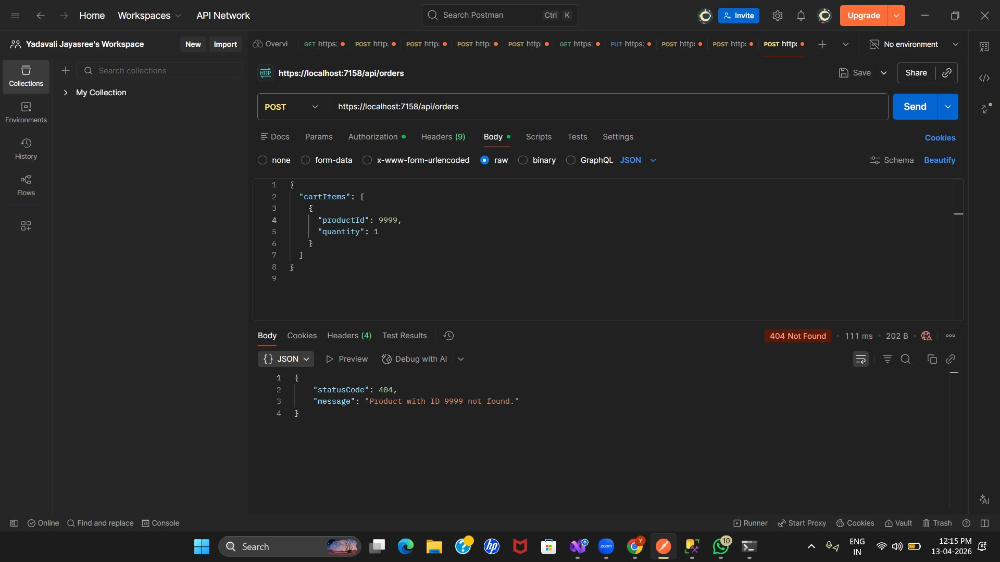 Home Workspaces API Network Search Postman Ctrl K Invite Upgrade
Yadavali Jayasree's Workspace New Import Overvi GET https: POST http: POST http: POST http: POST http: GET https: PUT https: POST https POST http: POST https No environment
Collections
Environments
History
Flows
Search collections
My Collection
HTTP https://localhost:7158/api/orders Save Share
POST https://localhost:7158/api/orders Send
Docs Params Authorization Headers (9) Body Scripts Tests Settings Cookies
none form-data x-www-form-urlencoded raw binary GraphQL JSON Schema Beautify
1 {
2 "cartItems": [
3 {
4 "productId": 9999,
5 "quantity": 1
6 }
7 ]
8 }
9
Body Cookies Headers (4) Test Results 404 Not Found • 111 ms • 202 B
{} JSON Preview Debug with AI
1 {
2 "statusCode": 404,
3 "message": "Product with ID 9999 not found."
4 }
AI
Online Find and replace Console Runner Start Proxy Cookies Vault Trash
Search hp zoom Y 10 ENG 12:15 PM
IN 13-04-2026